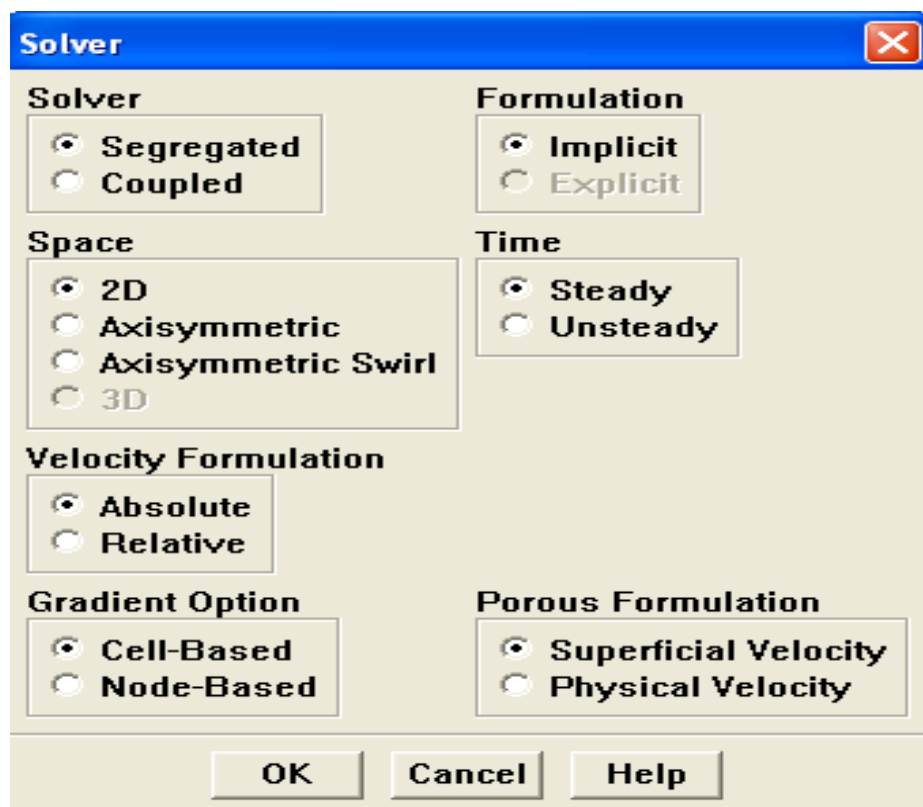 Solver
Solver
Segregated
Coupled
Formulation
Implicit
Explicit
Space
2D
Axisymmetric
Axisymmetric Swirl
3D
Time
Steady
Unsteady
Velocity Formulation
Absolute
Relative
Gradient Option
Cell-Based
Node-Based
Porous Formulation
Superficial Velocity
Physical Velocity
OK Cancel Help